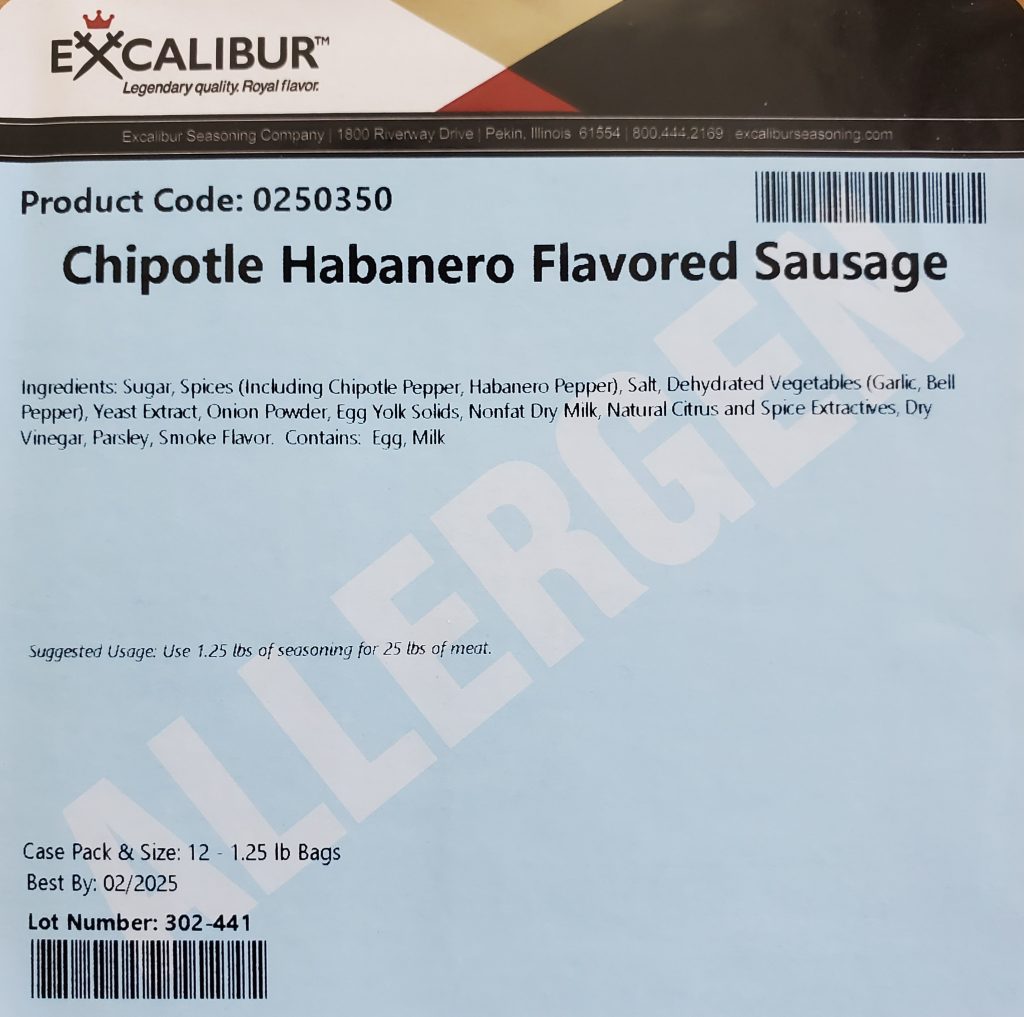 EXCALIBUR™
Legendary quality. Royal flavor.
Excalibur Seasoning Company | 1800 Riverway Drive | Pekin, Illinois 61554 | 800.444.2169 excaliburseasoning.com
Product Code: 0250350
Chipotle Habanero Flavored Sausage
Ingredients: Sugar, Spices (Including Chipotle Pepper, Habanero Pepper), Salt, Dehydrated Vegetables (Garlic, Bell
Pepper), Yeast Extract, Onion Powder, Egg Yolk Solids, Nonfat Dry Milk, Natural Citrus and Spice Extractives, Dry
Vinegar, Parsley, Smoke Flavor. Contains: Egg, Milk
ALLERGEN
Suggested Usage: Use 1.25 lbs of seasoning for 25 lbs of meat.
Case Pack & Size: 12 - 1.25 lb Bags
Best By: 02/2025
Lot Number: 302-441